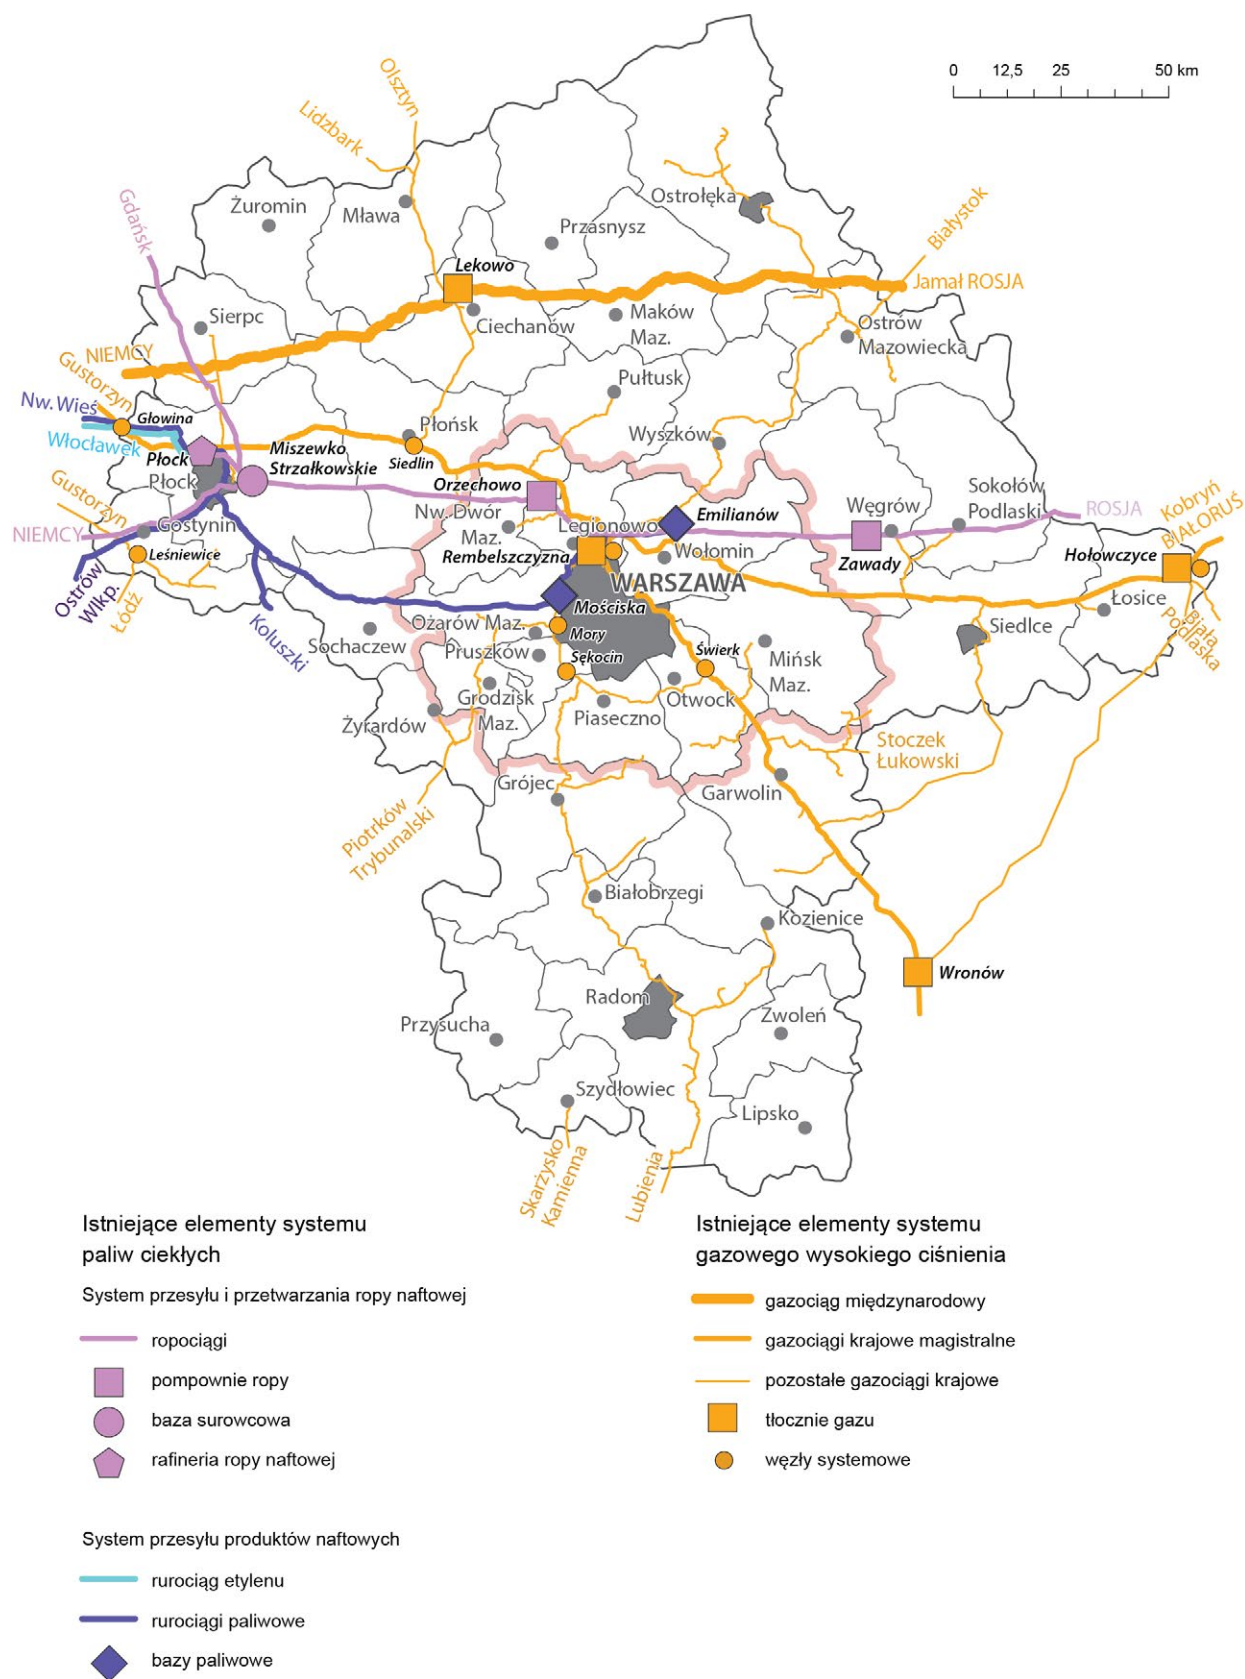 0 12,5 25 50 km
Olsztyn
Lidzbark
Gdańsk
Żuromin
Mława
Ostrołęka
Przasnysz
Białystok
Lekowo
Jamał ROSJA
Sierpc
Ciechanów
Maków
Maz.
Ostrów
Mazowiecka
NIEMCY
Gustorzyn
Pułtusk
Nw. Wieś
Głowina
Włocławek
Płońsk
Wyszków
Miszewko
Strzałkowskie
Siedlin
Płock
Płock
Orzechowo
Gustorzyn
Nw. Dwór
Maz.
Emilianów
Węgrów
Sokołów
Podlaski
ROSJA
Kobryń
BIAŁORUŚ
Gostynin
Legionowo
NIEMCY
Leśniewice
Rembelszczyzna
Wołomin
Zawady
Hołowczyce
WARSZAWA
Ostrów
Wlkp.
Łódź
Koluszki
Mościska
Łosice
Biała
Podlaska
Ożarów Maz.
Mory
Siedlce
Sochaczew
Pruszków
Sękocin
Świerk
Mińsk
Maz.
Grodzisk
Maz.
Otwock
Piaseczno
Żyrardów
Stoczek
Łukowski
Grójec
Garwolin
Piotrków
Trybunalski
Białobrzegi
Kozienice
Wronów
Radom
Zwoleń
Przysucha
Szydłowiec
Lipsko
Skarżysko
Kamienna
Lubienia
Istniejące elementy systemu
paliw ciekłych
System przesyłu i przetwarzania ropy naftowej
ropociągi
pompownie ropy
baza surowcowa
rafineria ropy naftowej
System przesyłu produktów naftowych
rurociąg etylenu
rurociągi paliwowe
bazy paliwowe
Istniejące elementy systemu
gazowego wysokiego ciśnienia
gazociąg międzynarodowy
gazociągi krajowe magistralne
pozostałe gazociągi krajowe
tłocznie gazu
węzły systemowe